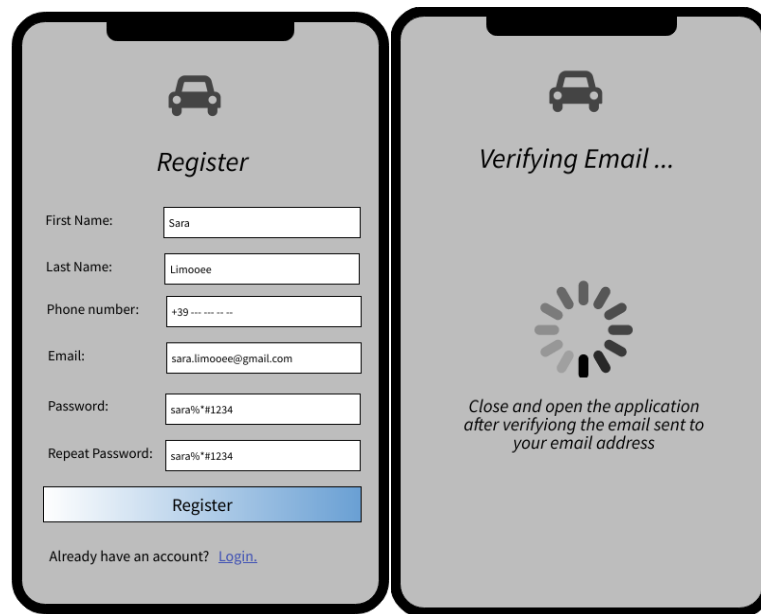 Register
First Name:
Sara
Last Name:
Limooee
Phone number:
+39 --- --- -- --
Email:
sara.limooee@gmail.com
Password:
sara%*#1234
Repeat Password:
sara%*#1234
Register
Already have an account? Login.
Verifying Email ...
Close and open the application
after verifyiong the email sent to
your email address